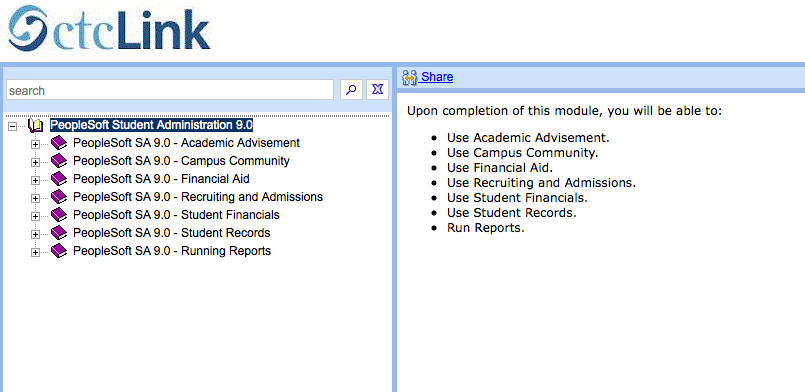 ctcLink
search
PeopleSoft Student Administration 9.0
PeopleSoft SA 9.0 - Academic Advisement
PeopleSoft SA 9.0 - Campus Community
PeopleSoft SA 9.0 - Financial Aid
PeopleSoft SA 9.0 - Recruiting and Admissions
PeopleSoft SA 9.0 - Student Financials
PeopleSoft SA 9.0 - Student Records
PeopleSoft SA 9.0 - Running Reports
Share
Upon completion of this module, you will be able to:
Use Academic Advisement.
Use Campus Community.
Use Financial Aid.
Use Recruiting and Admissions.
Use Student Financials.
Use Student Records.
Run Reports.